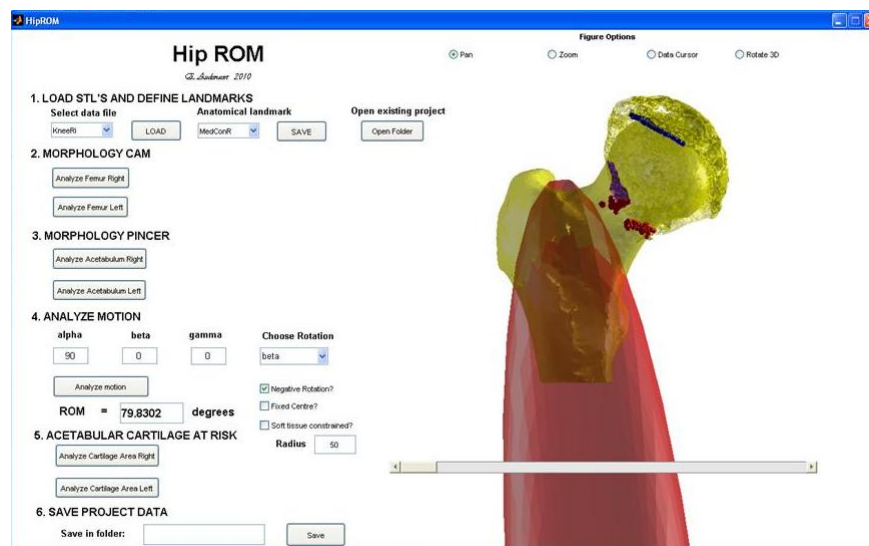 HipROM
Hip ROM
E. Audenaert 2010
Figure Options
Pan Zoom Data Cursor Rotate 3D
1. LOAD STL'S AND DEFINE LANDMARKS
Select data file Anatomical landmark Open existing project
KneeRi LOAD MedConR SAVE Open Folder
2. MORPHOLOGY CAM
Analyze Femur Right
Analyze Femur Left
3. MORPHOLOGY PINCER
Analyze Acetabulum Right
Analyze Acetabulum Left
4. ANALYZE MOTION
alpha beta gamma Choose Rotation
90 0 0 beta
Analyze motion Negative Rotation?
Fixed Centre?
ROM = 79.8302 degrees
Soft tissue constrained?
5. ACETABULAR CARTILAGE AT RISK
Radius 50
Analyze Cartilage Area Right
Analyze Cartilage Area Left
6. SAVE PROJECT DATA
Save in folder: Save